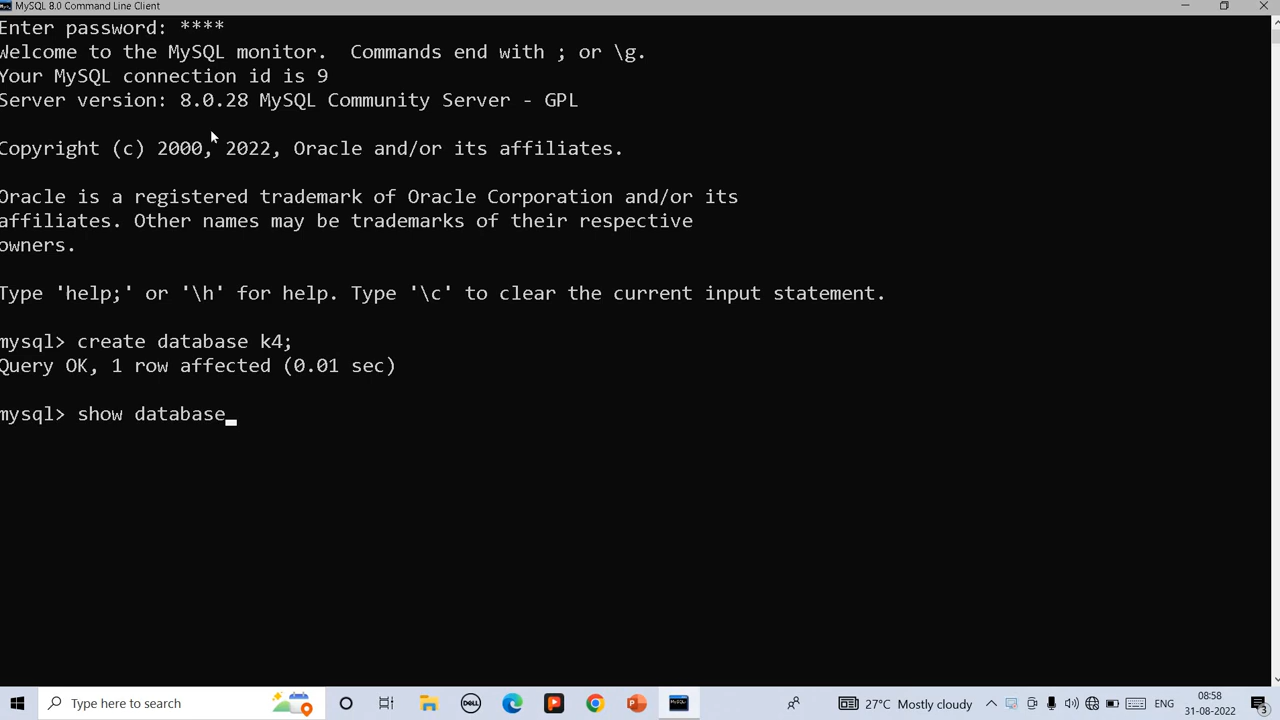 MySQL 8.0 Command Line Client
Enter password: ****
Welcome to the MySQL monitor.  Commands end with ; or \g.
Your MySQL connection id is 9
Server version: 8.0.28 MySQL Community Server - GPL
Copyright (c) 2000, 2022, Oracle and/or its affiliates.
Oracle is a registered trademark of Oracle Corporation and/or its
affiliates. Other names may be trademarks of their respective
owners.
Type 'help;' or '\h' for help. Type '\c' to clear the current input statement.
mysql> create database k4;
Query OK, 1 row affected (0.01 sec)
mysql> show database_
Type here to search
DELL
P
MySQL
27°C Mostly cloudy
ENG
08:58
31-08-2022
3